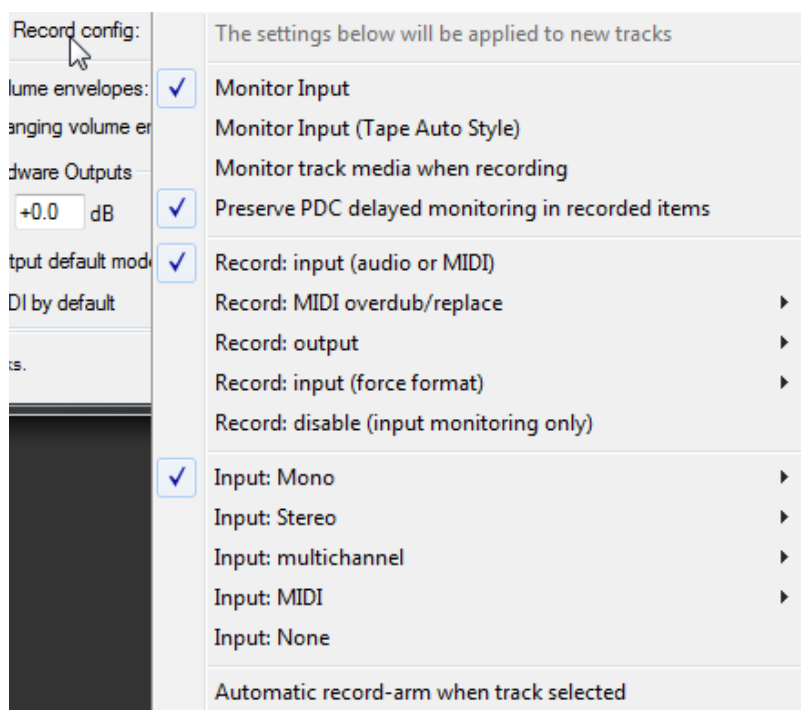 Record config:
lume envelopes:
anging volume er
dware Outputs
+0.0 dB
tput default mode
DI by default
ks.
The settings below will be applied to new tracks
Monitor Input
Monitor Input (Tape Auto Style)
Monitor track media when recording
Preserve PDC delayed monitoring in recorded items
Record: input (audio or MIDI)
Record: MIDI overdub/replace
Record: output
Record: input (force format)
Record: disable (input monitoring only)
Input: Mono
Input: Stereo
Input: multichannel
Input: MIDI
Input: None
Automatic record-arm when track selected